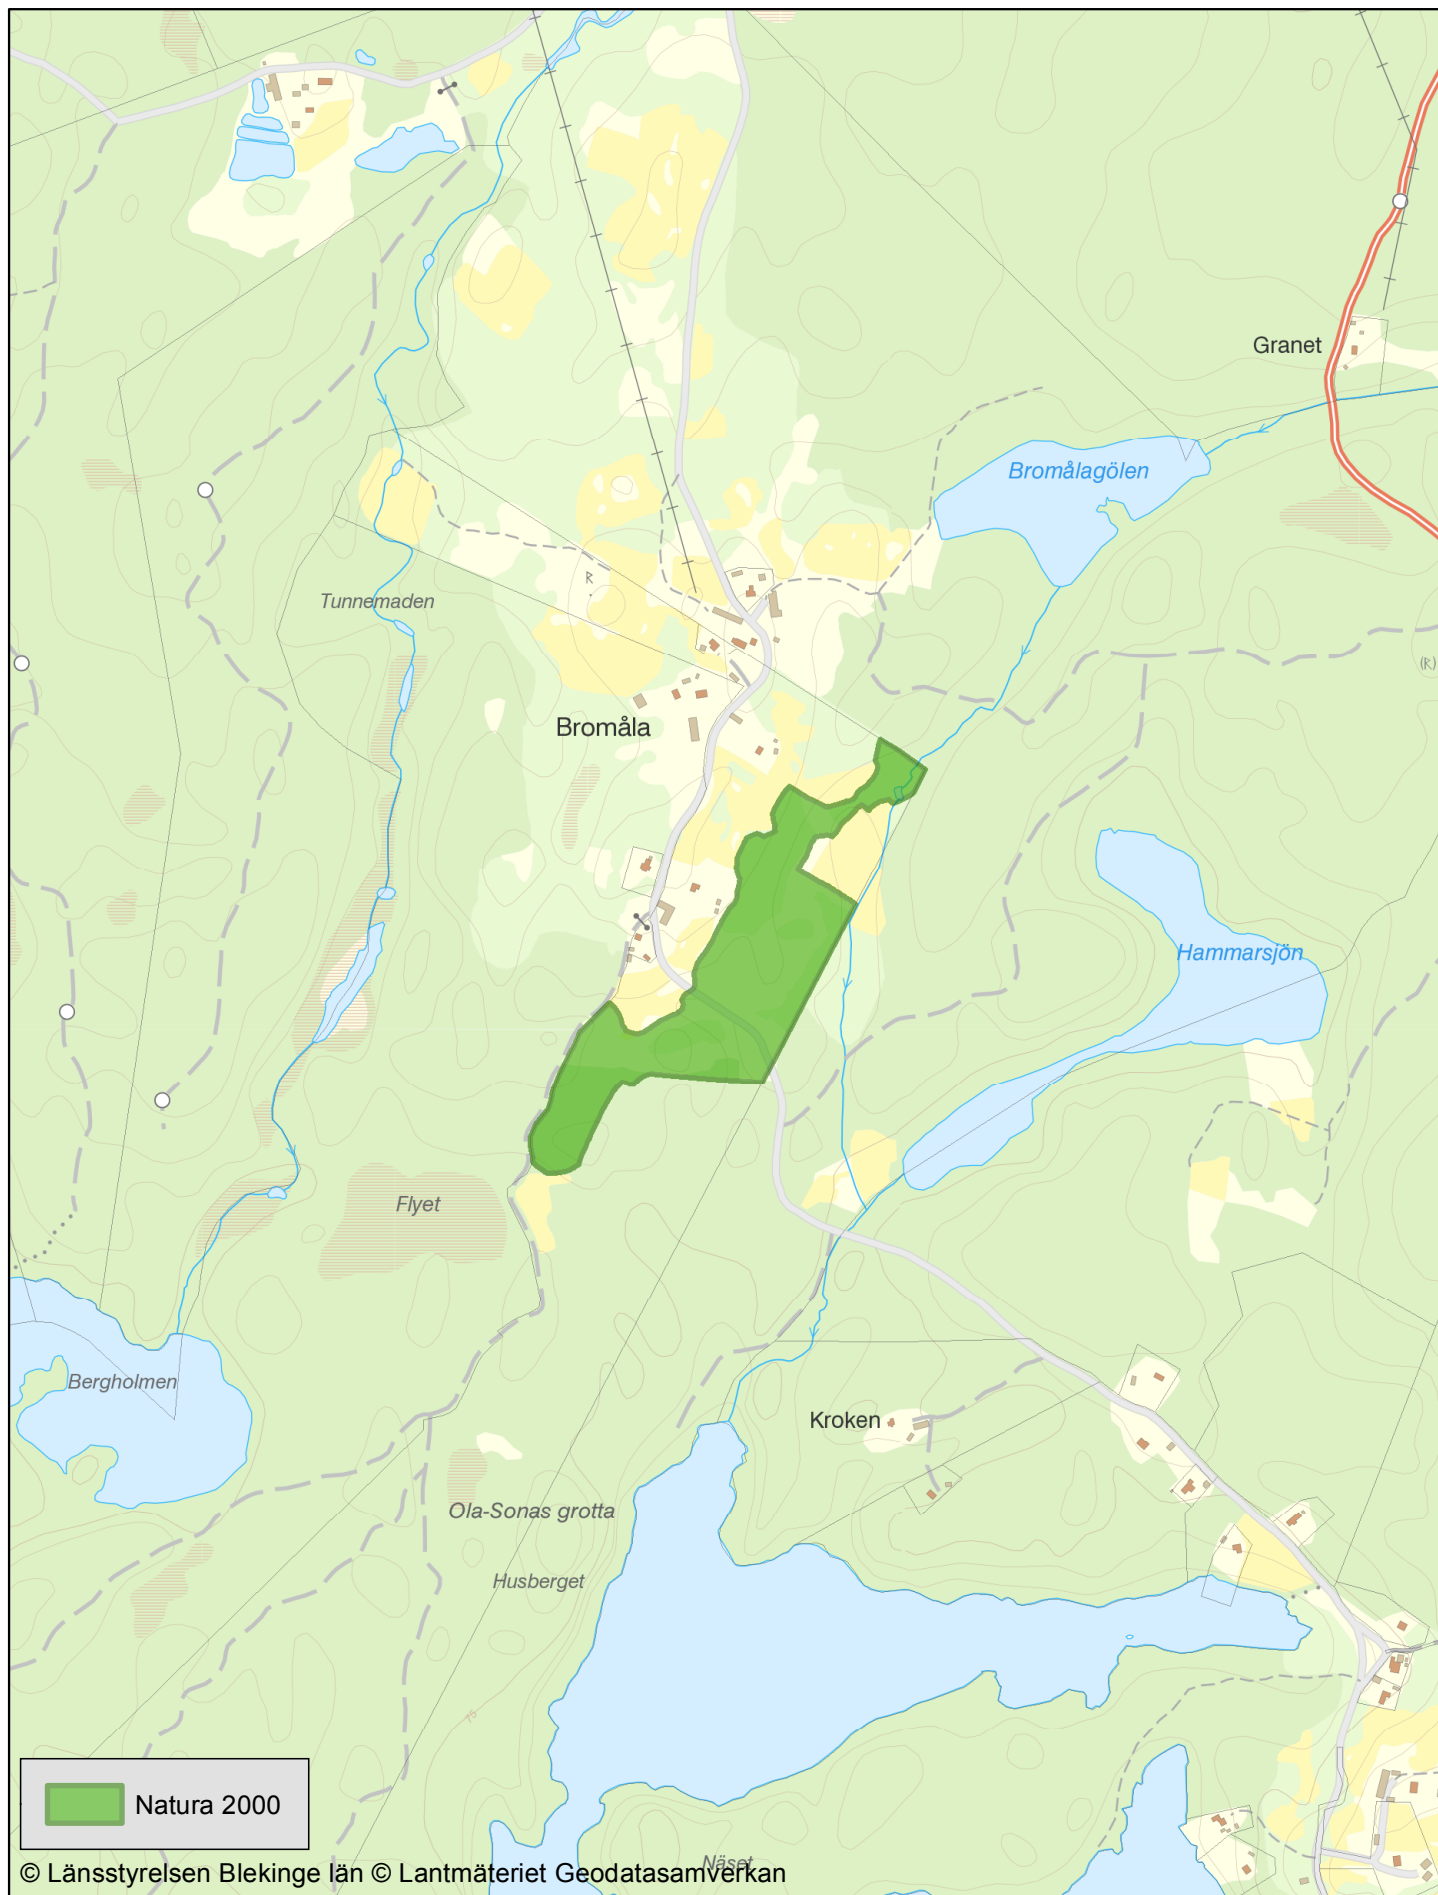 Granet
Bromålagölen
R
Tunnemaden
(R)
Bromåla
Hammarsjön
Flyet
Bergholmen
Kroken
Ola-Sonas grotta
Husberget
75
Natura 2000
Näset
© Länsstyrelsen Blekinge län © Lantmäteriet Geodatasamverkan